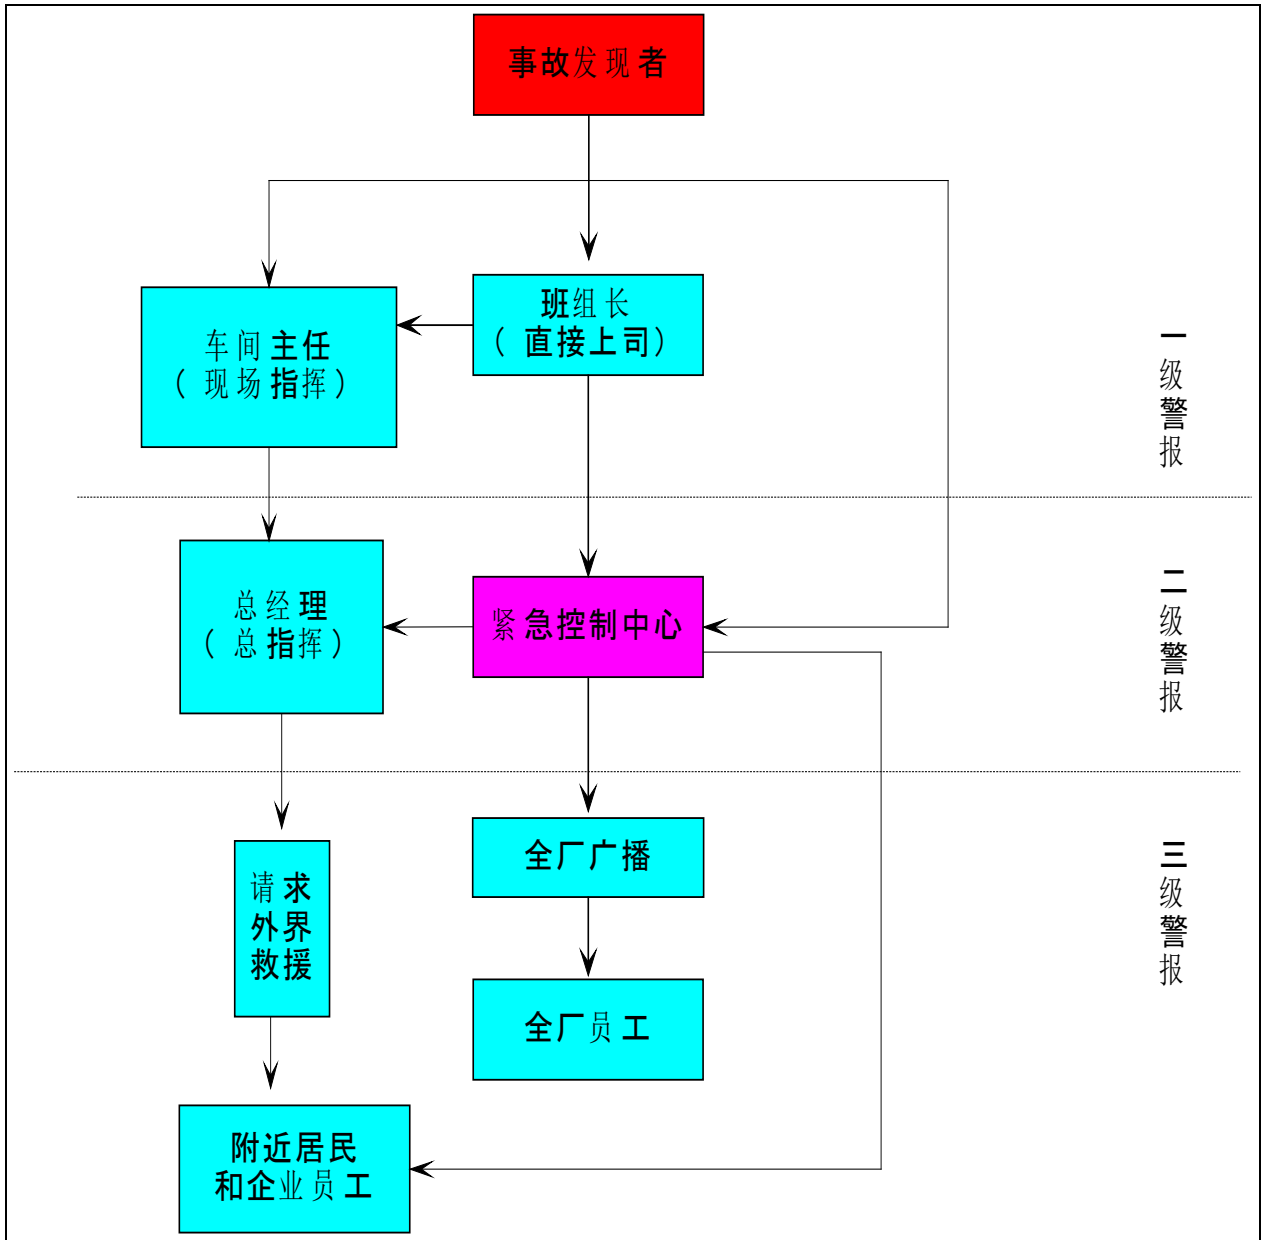 事故发现者
班组长
（直接上司）
车间主任
（现场指挥）
一级警报
总经理
（总指挥）
紧急控制中心
二级警报
全厂广播
请求
外界
救援
三级警报
全厂员工
附近居民
和企业员工